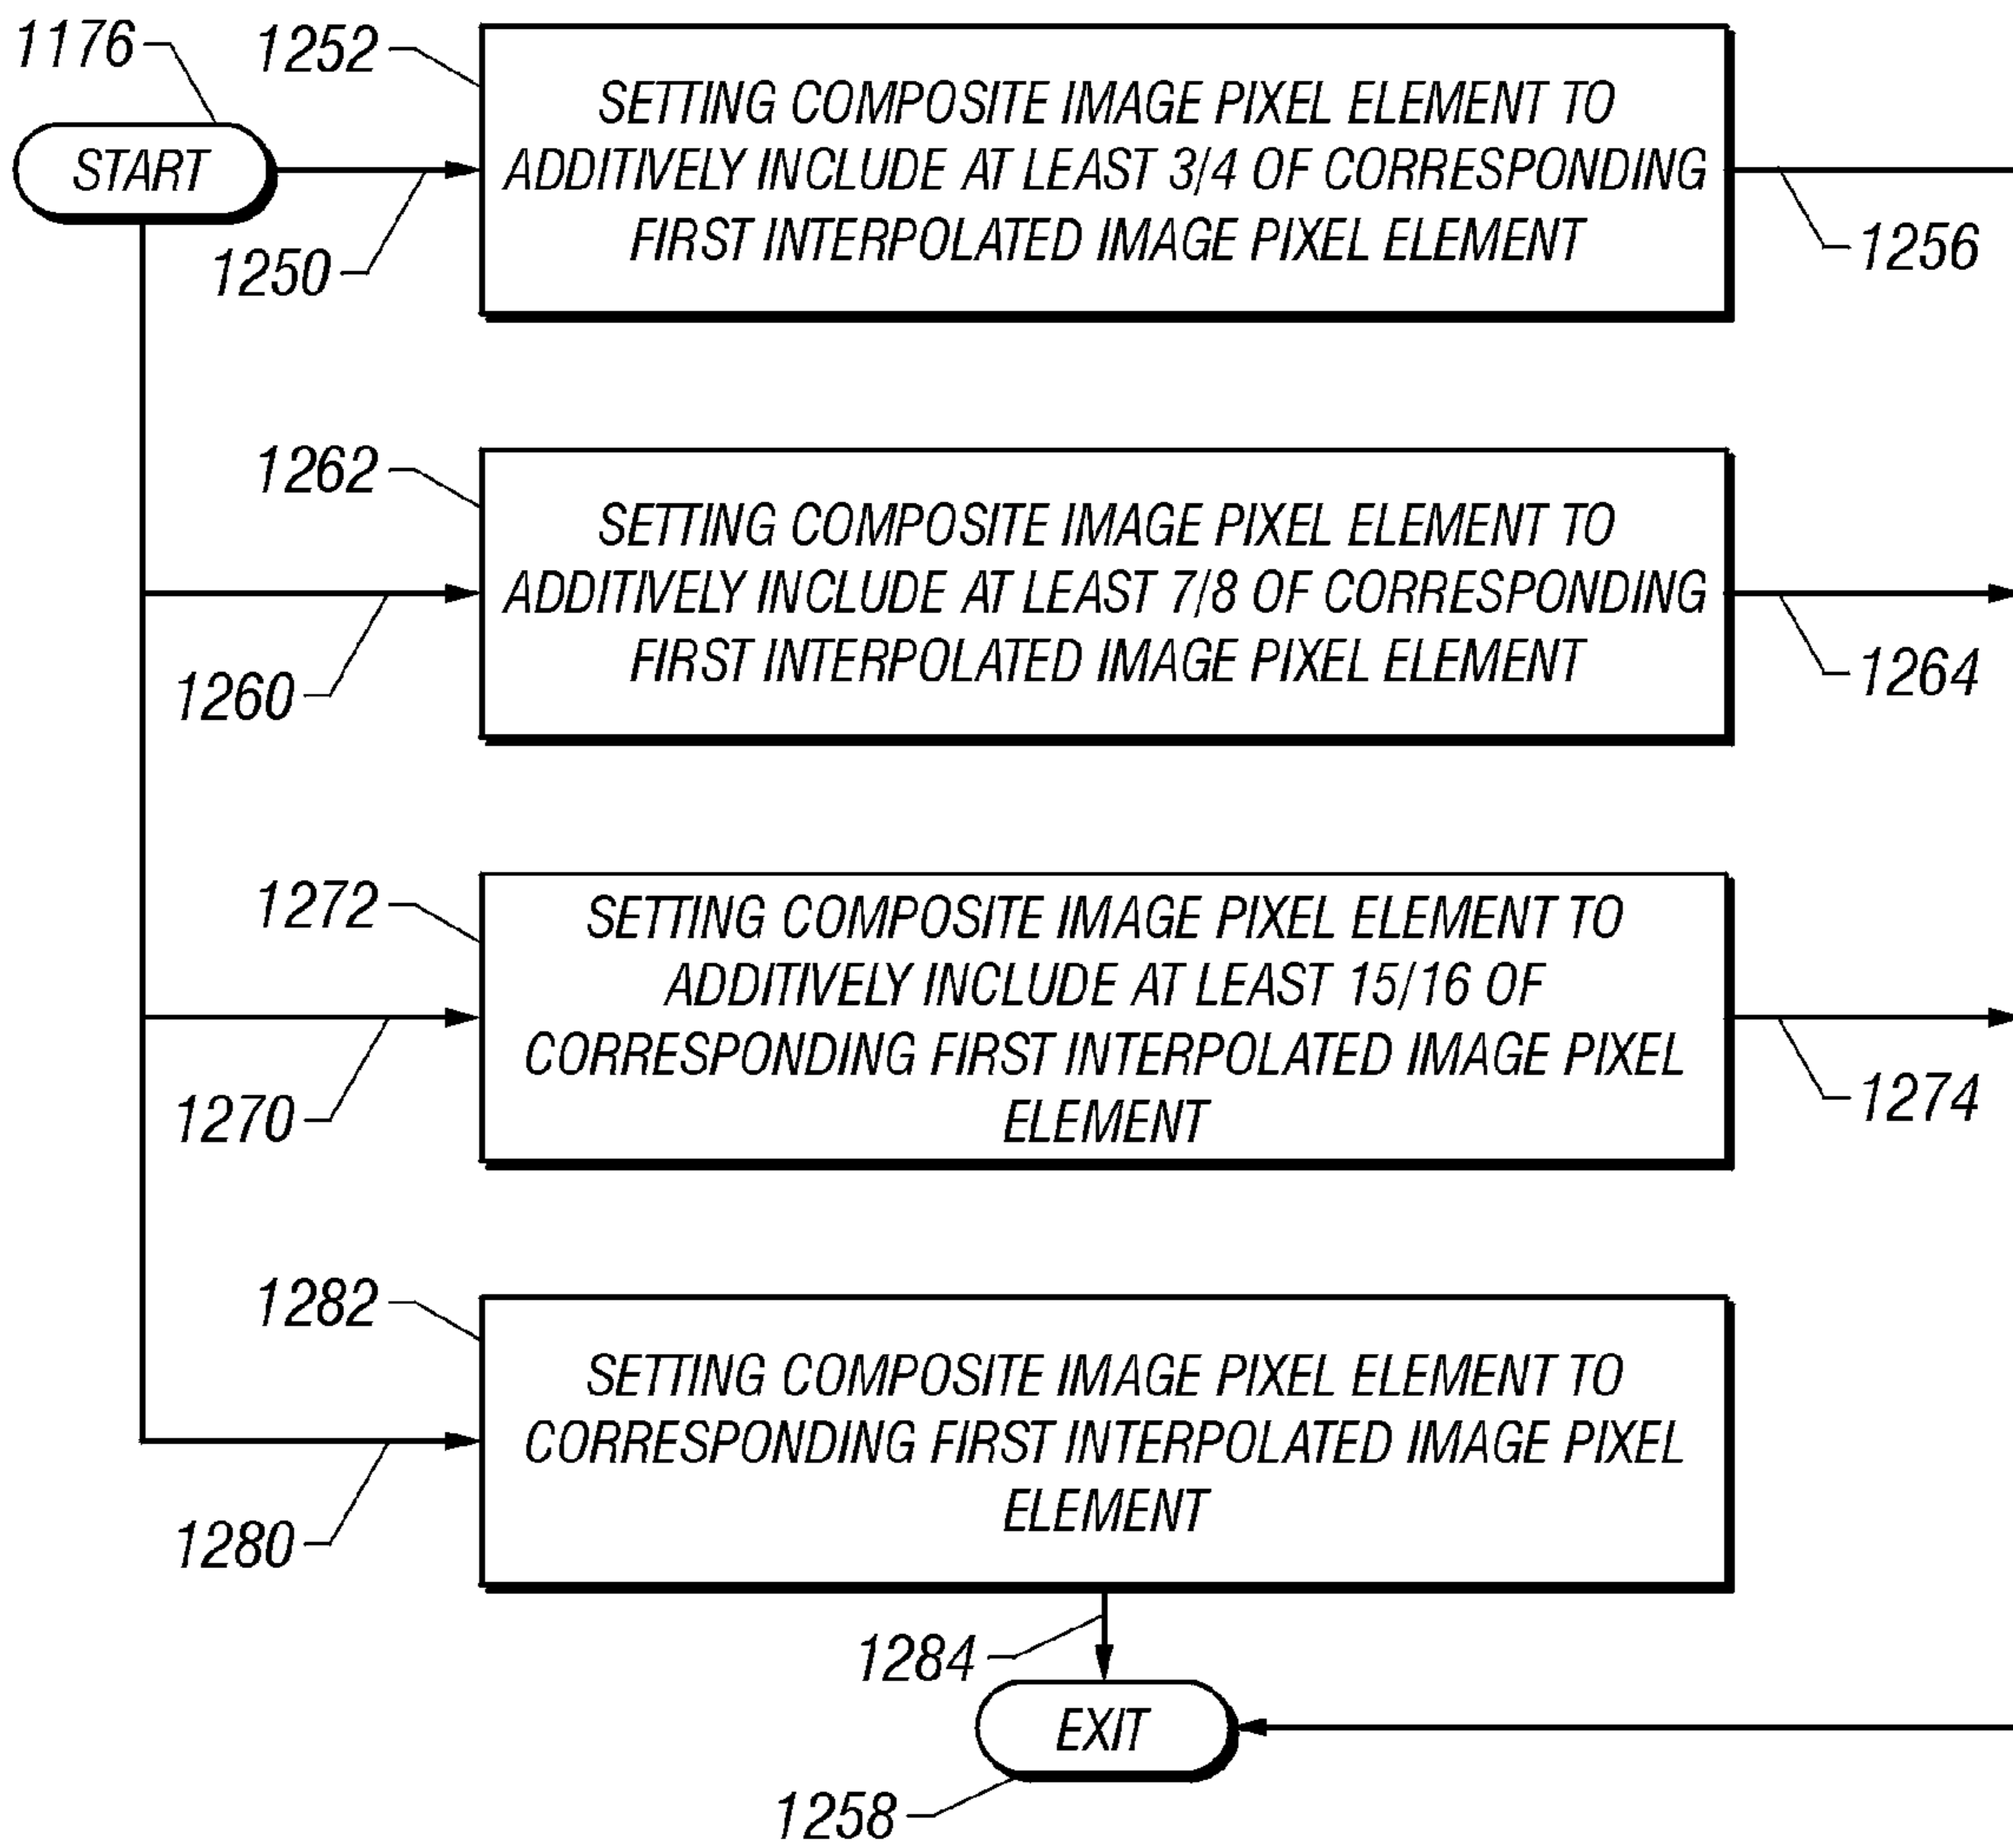 1176
START
1250
1252
SETTING COMPOSITE IMAGE PIXEL ELEMENT TO
ADDITIVELY INCLUDE AT LEAST 3/4 OF CORRESPONDING
FIRST INTERPOLATED IMAGE PIXEL ELEMENT
1256
1262
SETTING COMPOSITE IMAGE PIXEL ELEMENT TO
ADDITIVELY INCLUDE AT LEAST 7/8 OF CORRESPONDING
FIRST INTERPOLATED IMAGE PIXEL ELEMENT
1260
1264
1272
SETTING COMPOSITE IMAGE PIXEL ELEMENT TO
ADDITIVELY INCLUDE AT LEAST 15/16 OF
CORRESPONDING FIRST INTERPOLATED IMAGE PIXEL
ELEMENT
1270
1274
1282
SETTING COMPOSITE IMAGE PIXEL ELEMENT TO
CORRESPONDING FIRST INTERPOLATED IMAGE PIXEL
ELEMENT
1280
1284
EXIT
1258